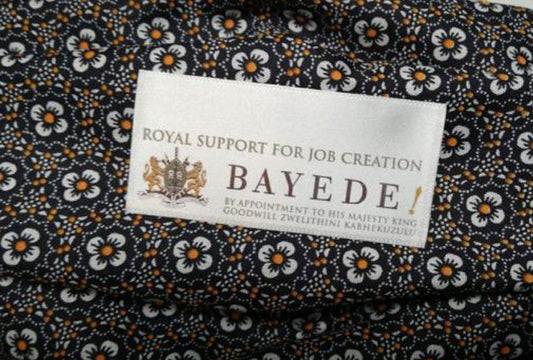 ROYAL SUPPORT FOR JOB CREATION
BAYEDE!
BY APPOINTMENT TO HIS MAJESTY KING
GOODWILL ZWELITHINI KABHEKUZULU